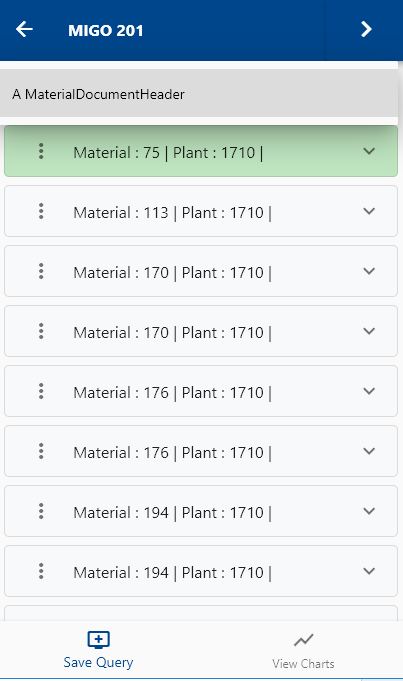 MIGO 201
A MaterialDocumentHeader
Material : 75 | Plant : 1710 |
Material : 113 | Plant : 1710 |
Material : 170 | Plant : 1710 |
Material : 170 | Plant : 1710 |
Material : 176 | Plant : 1710 |
Material : 176 | Plant : 1710 |
Material : 194 | Plant : 1710 |
Material : 194 | Plant : 1710 |
Save Query
View Charts